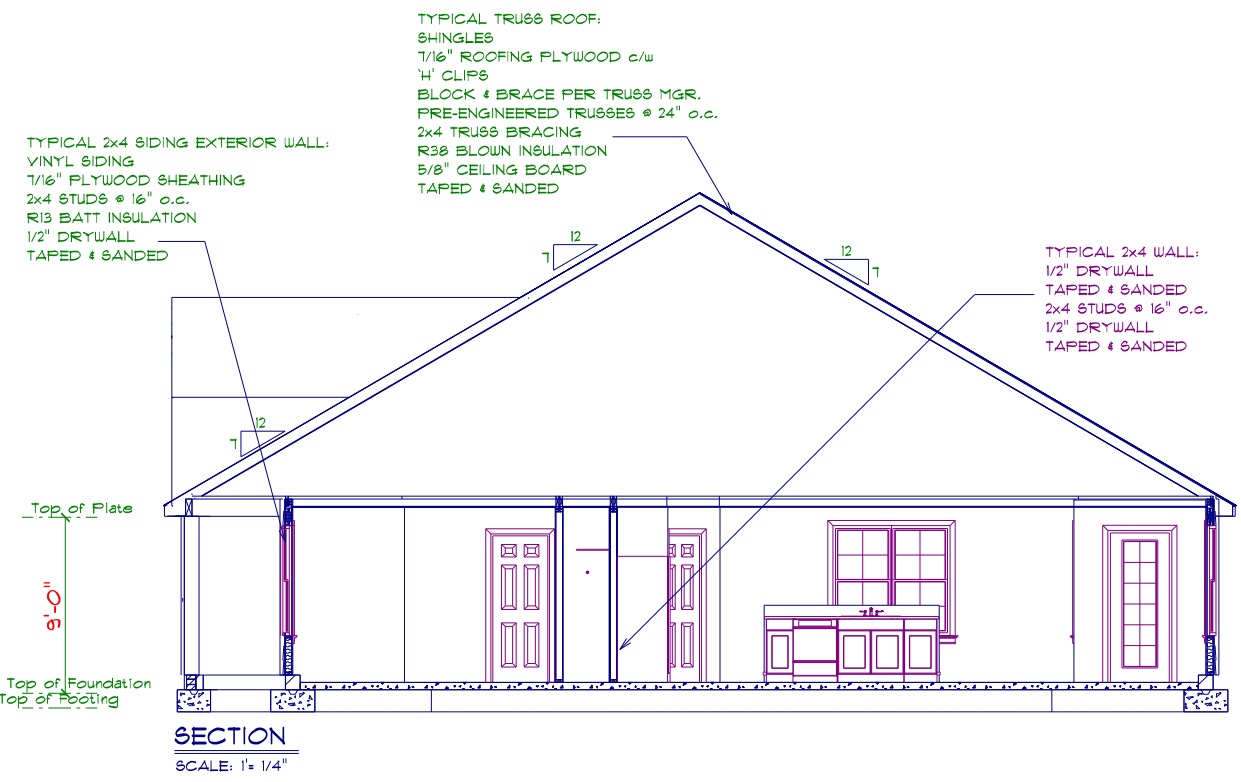 TYPICAL TRUSS ROOF:
SHINGLES
7/16" ROOFING PLYWOOD c/w
'H' CLIPS
BLOCK & BRACE PER TRUSS MGR.
PRE-ENGINEERED TRUSSES @ 24" o.c.
2x4 TRUSS BRACING
R38 BLOWN INSULATION
5/8" CEILING BOARD
TAPED & SANDED
TYPICAL 2x4 SIDING EXTERIOR WALL:
VINYL SIDING
7/16" PLYWOOD SHEATHING
2x4 STUDS @ 16" o.c.
R13 BATT INSULATION
1/2" DRYWALL
TAPED & SANDED
12
7
12
7
TYPICAL 2x4 WALL:
1/2" DRYWALL
TAPED & SANDED
2x4 STUDS @ 16" o.c.
1/2" DRYWALL
TAPED & SANDED
12
7
Top of Plate
9'-0"
Top of Foundation
Top of Footing
SECTION
SCALE: 1'= 1/4"